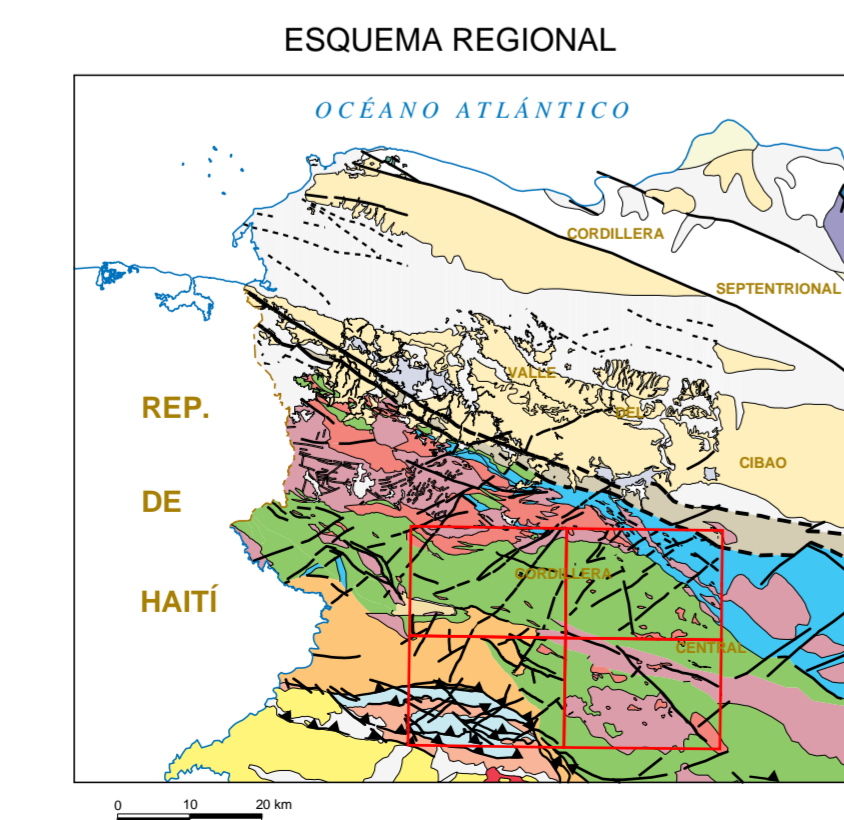 ESQUEMA REGIONAL
OCÉANO ATLÁNTICO
CORDILLERA
SEPTENTRIONAL
VALLE
DEL
REP.
CIBAO
DE
CORDILLERA
HAITÍ
CENTRAL
0 10 20 km